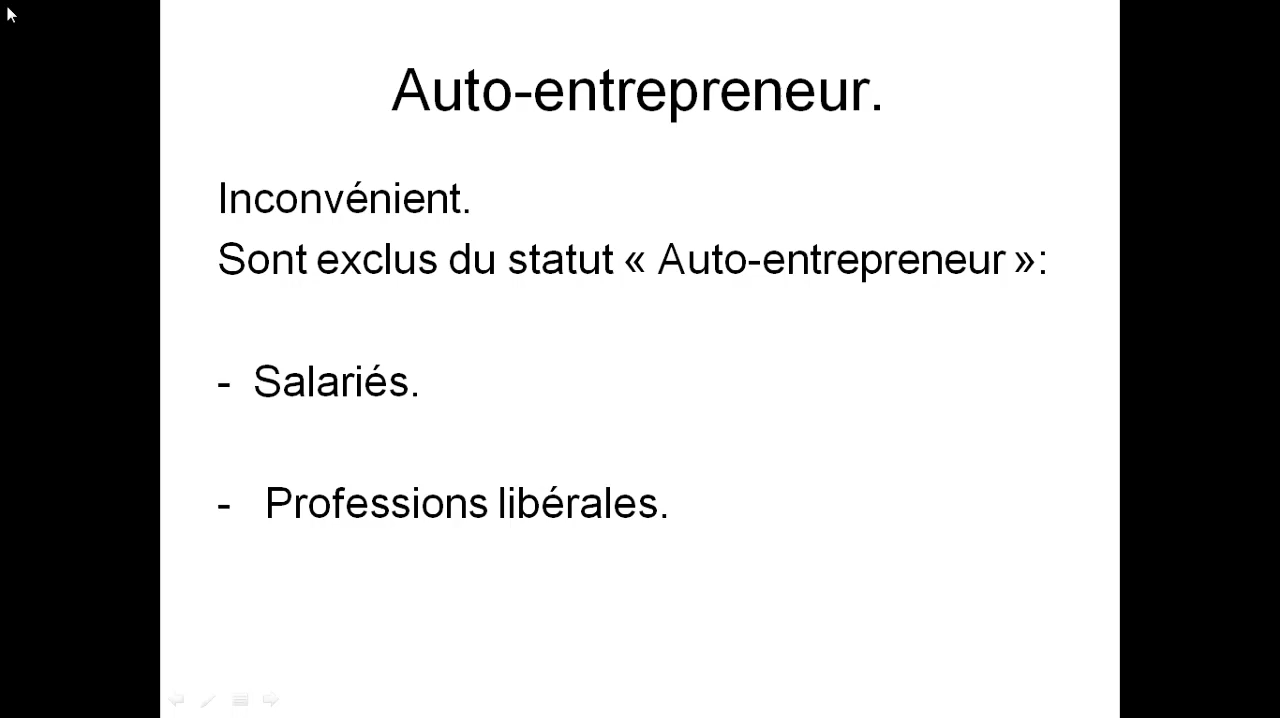 Auto-entrepreneur.
Inconvénient.
Sont exclus du statut « Auto-entrepreneur »:
- Salariés.
- Professions libérales.